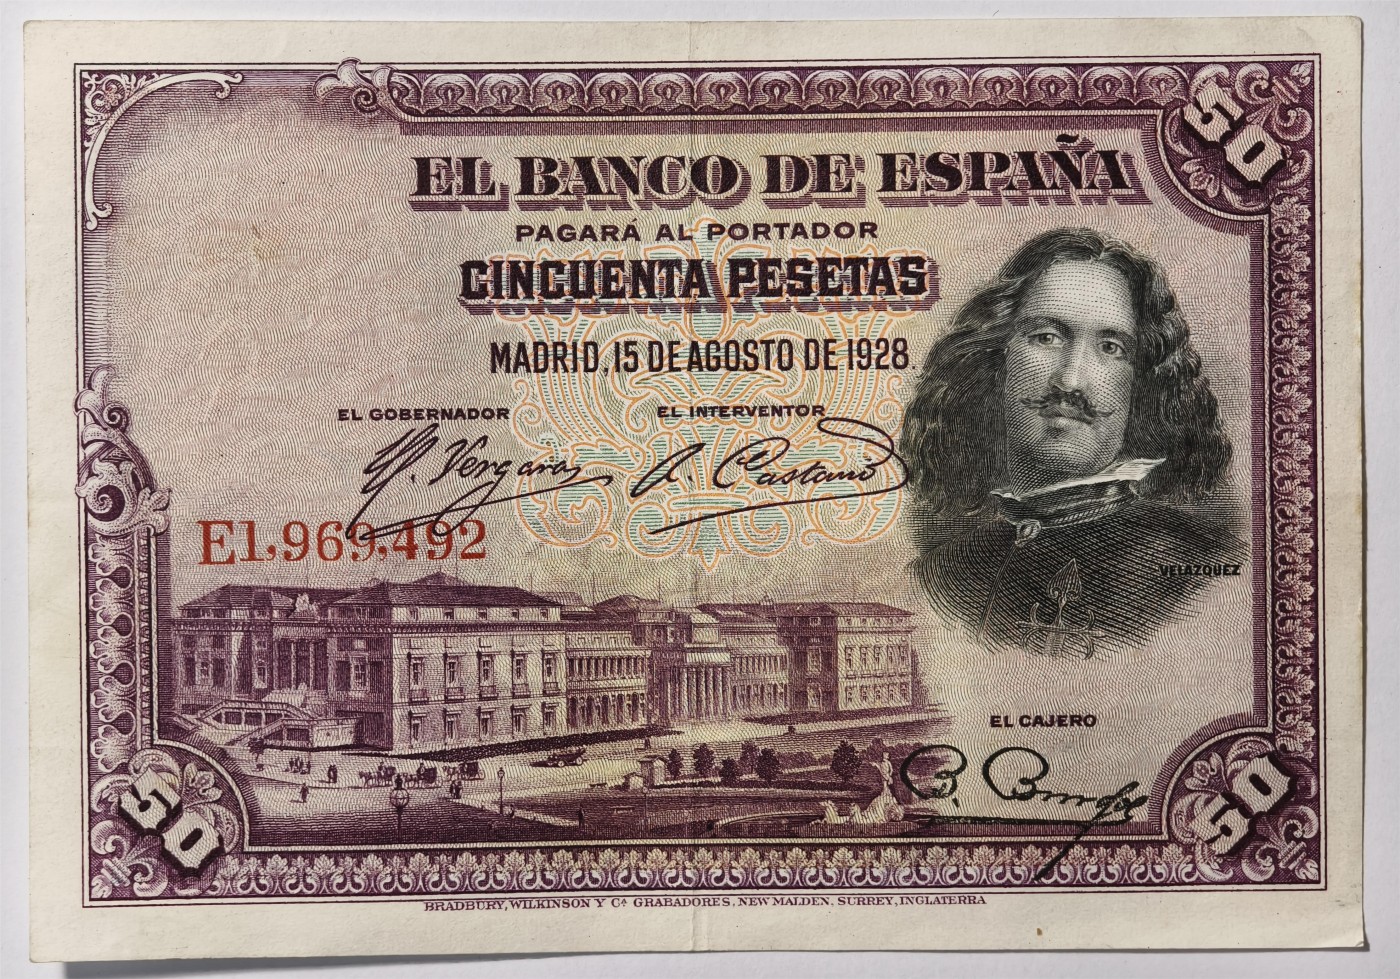 50
EL BANCO DE ESPAÑA
PAGARÁ AL PORTADOR
CINCUENTA PESETAS
MADRID, 15 DE AGOSTO DE 1928.
EL GOBERNADOR EL INTERVENTOR
E1,969,492
VELAZQUEZ
EL CAJERO
50
50
BRADBURY, WILKINSON Y Cª GRABADORES, NEW MALDEN, SURREY, INGLATERRA